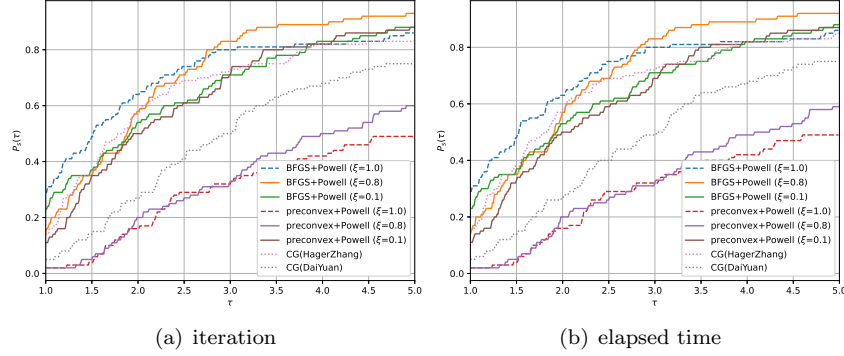 0.8
0.6
0.4
0.2
0.0
P_s(τ)
1.0 1.5 2.0 2.5 3.0 3.5 4.0 4.5 5.0
τ
BFGS+Powell (ξ=1.0)
BFGS+Powell (ξ=0.8)
BFGS+Powell (ξ=0.1)
preconvex+Powell (ξ=1.0)
preconvex+Powell (ξ=0.8)
preconvex+Powell (ξ=0.1)
CG(HagerZhang)
CG(DaiYuan)
(a) iteration
0.8
0.6
0.4
0.2
0.0
P_s(τ)
1.0 1.5 2.0 2.5 3.0 3.5 4.0 4.5 5.0
τ
BFGS+Powell (ξ=1.0)
BFGS+Powell (ξ=0.8)
BFGS+Powell (ξ=0.1)
preconvex+Powell (ξ=1.0)
preconvex+Powell (ξ=0.8)
preconvex+Powell (ξ=0.1)
CG(HagerZhang)
CG(DaiYuan)
(b) elapsed time